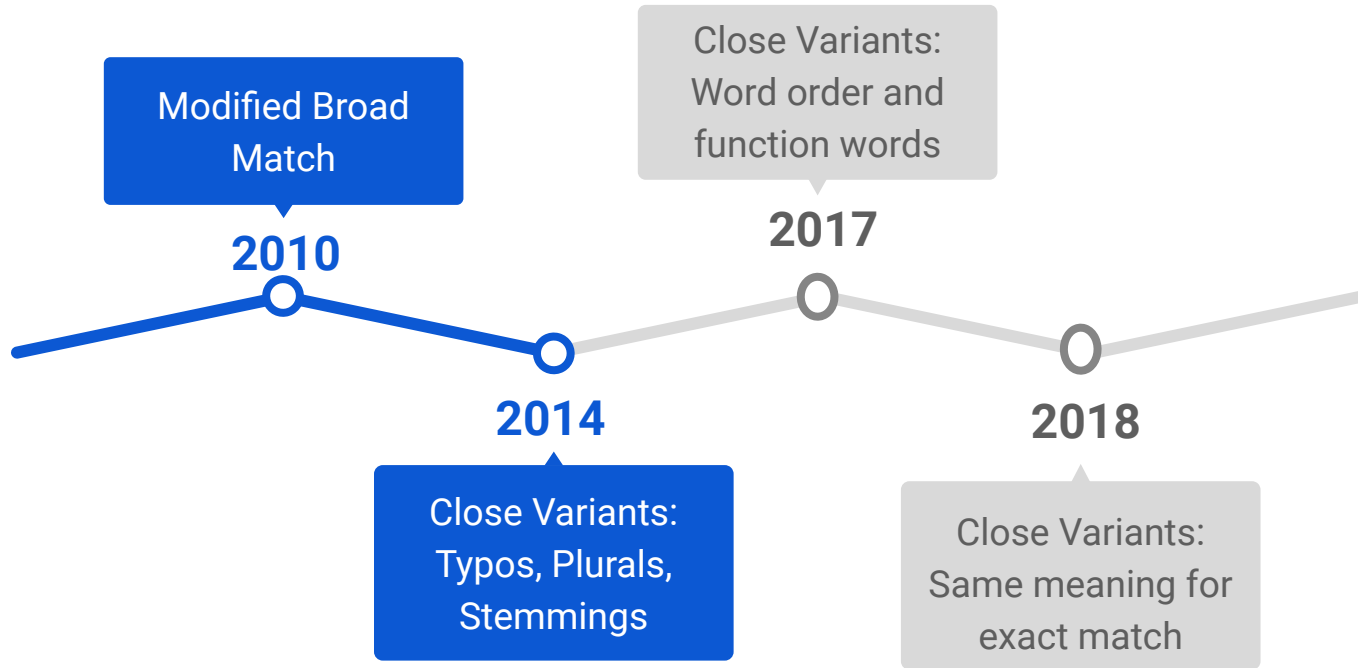 Modified Broad
Match
2010
2014
Close Variants:
Typos, Plurals,
Stemmings
Close Variants:
Word order and
function words
2017
2018
Close Variants:
Same meaning for
exact match